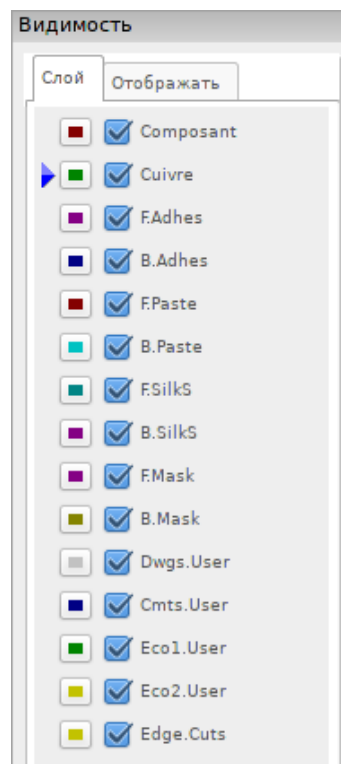 Видимость
Слой
Отображать
Composant
Cuivre
F.Adhes
B.Adhes
F.Paste
B.Paste
F.SilkS
B.SilkS
F.Mask
B.Mask
Dwgs.User
Cmts.User
Eco1.User
Eco2.User
Edge.Cuts